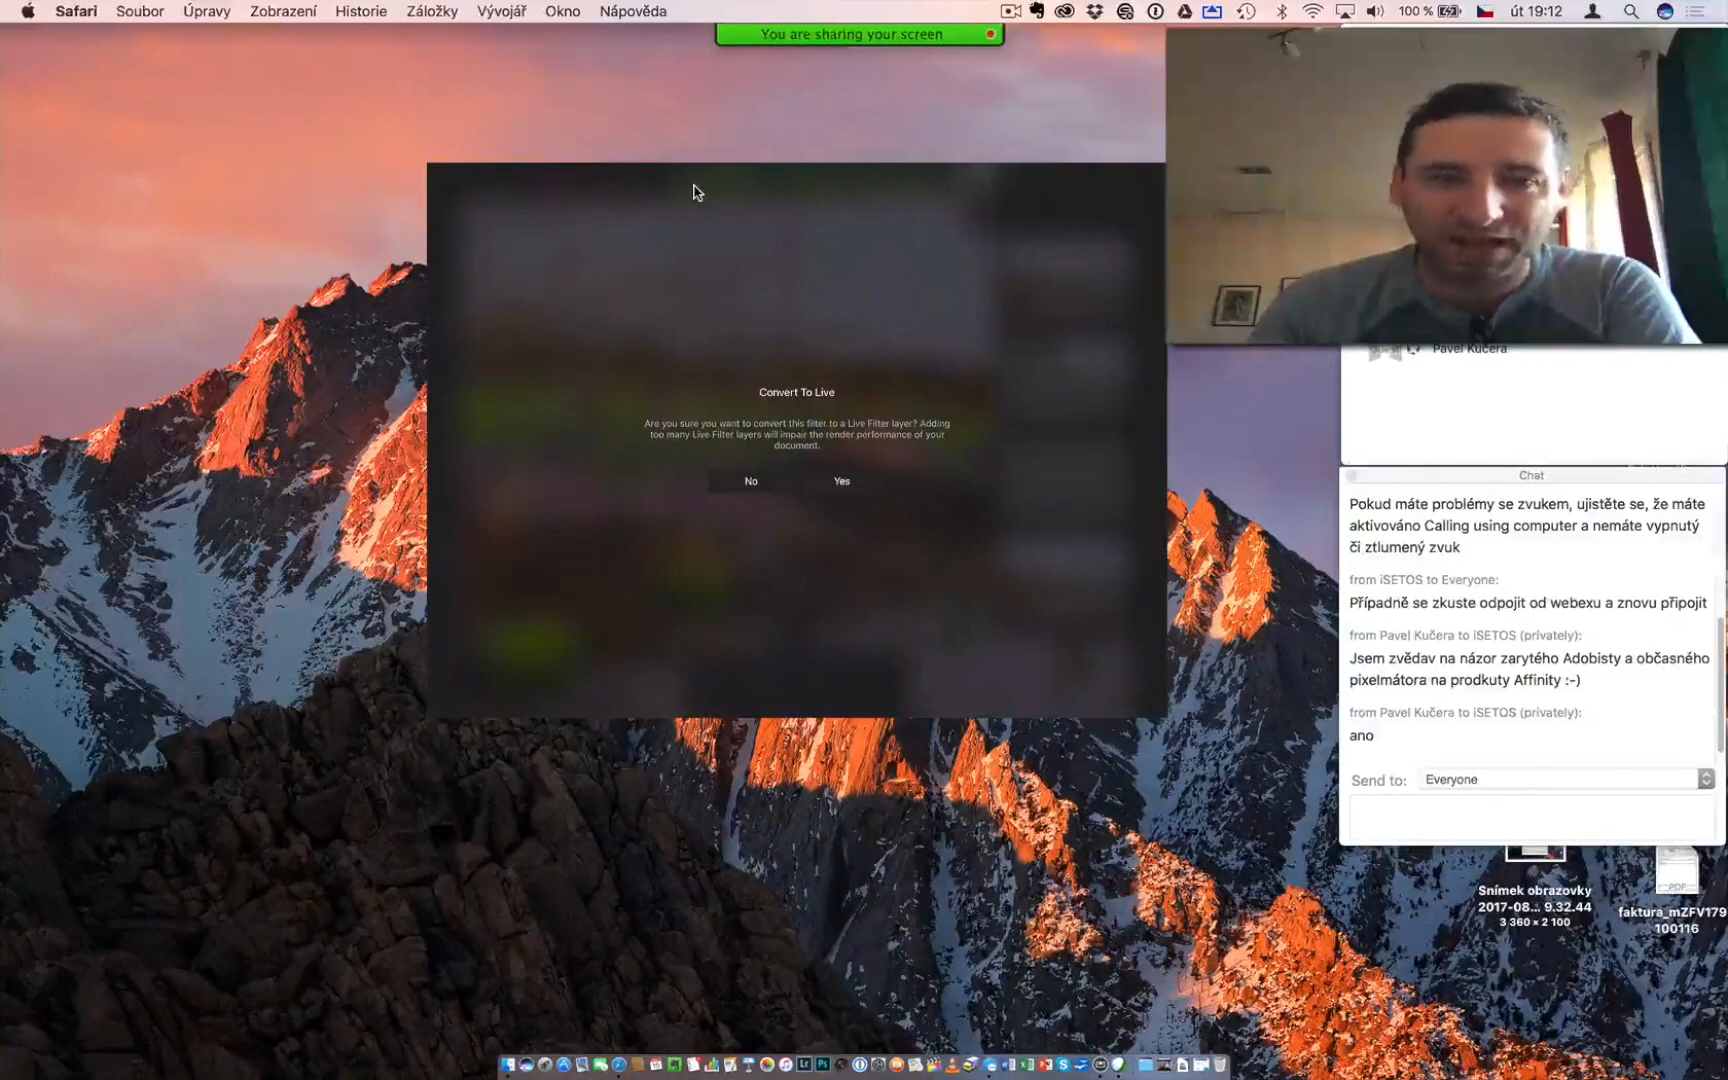 Safari Soubor Úpravy Zobrazení Historie Záložky Vývojář Okno Nápověda
100 % út 19:12
You are sharing your screen
Pavel Kučera
Convert To Live
Are you sure you want to convert this filter to a Live Filter layer? Adding
too many Live Filter layers will impair the render performance of your
document.
No Yes
Chat
Pokud máte problémy se zvukem, ujistěte se, že máte
aktivováno Calling using computer a nemáte vypnutý
či ztlumený zvuk
from iSETOS to Everyone:
Případně se zkuste odpojit od webexu a znovu připojit
from Pavel Kučera to iSETOS (privately):
Jsem zvědav na názor zarytého Adobisty a občasného
pixelmátora na prodkuty Affinity :-)
from Pavel Kučera to iSETOS (privately):
ano
Send to: Everyone
PDF
Snímek obrazovky
2017-08... 9.32.44
3 360 × 2 100
faktura_mZFV179
100116
Lr Ps